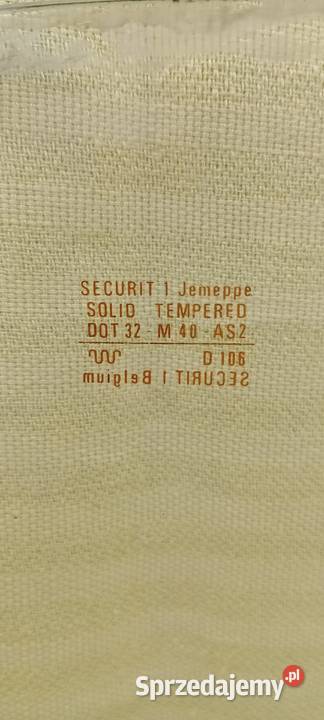 SECURIT 1 Jemeppe
SOLID TEMPERED
DOT 32 - M 40 - AS2
D 106
SECURIT 1 Belgium
Sprzedajemy.pl